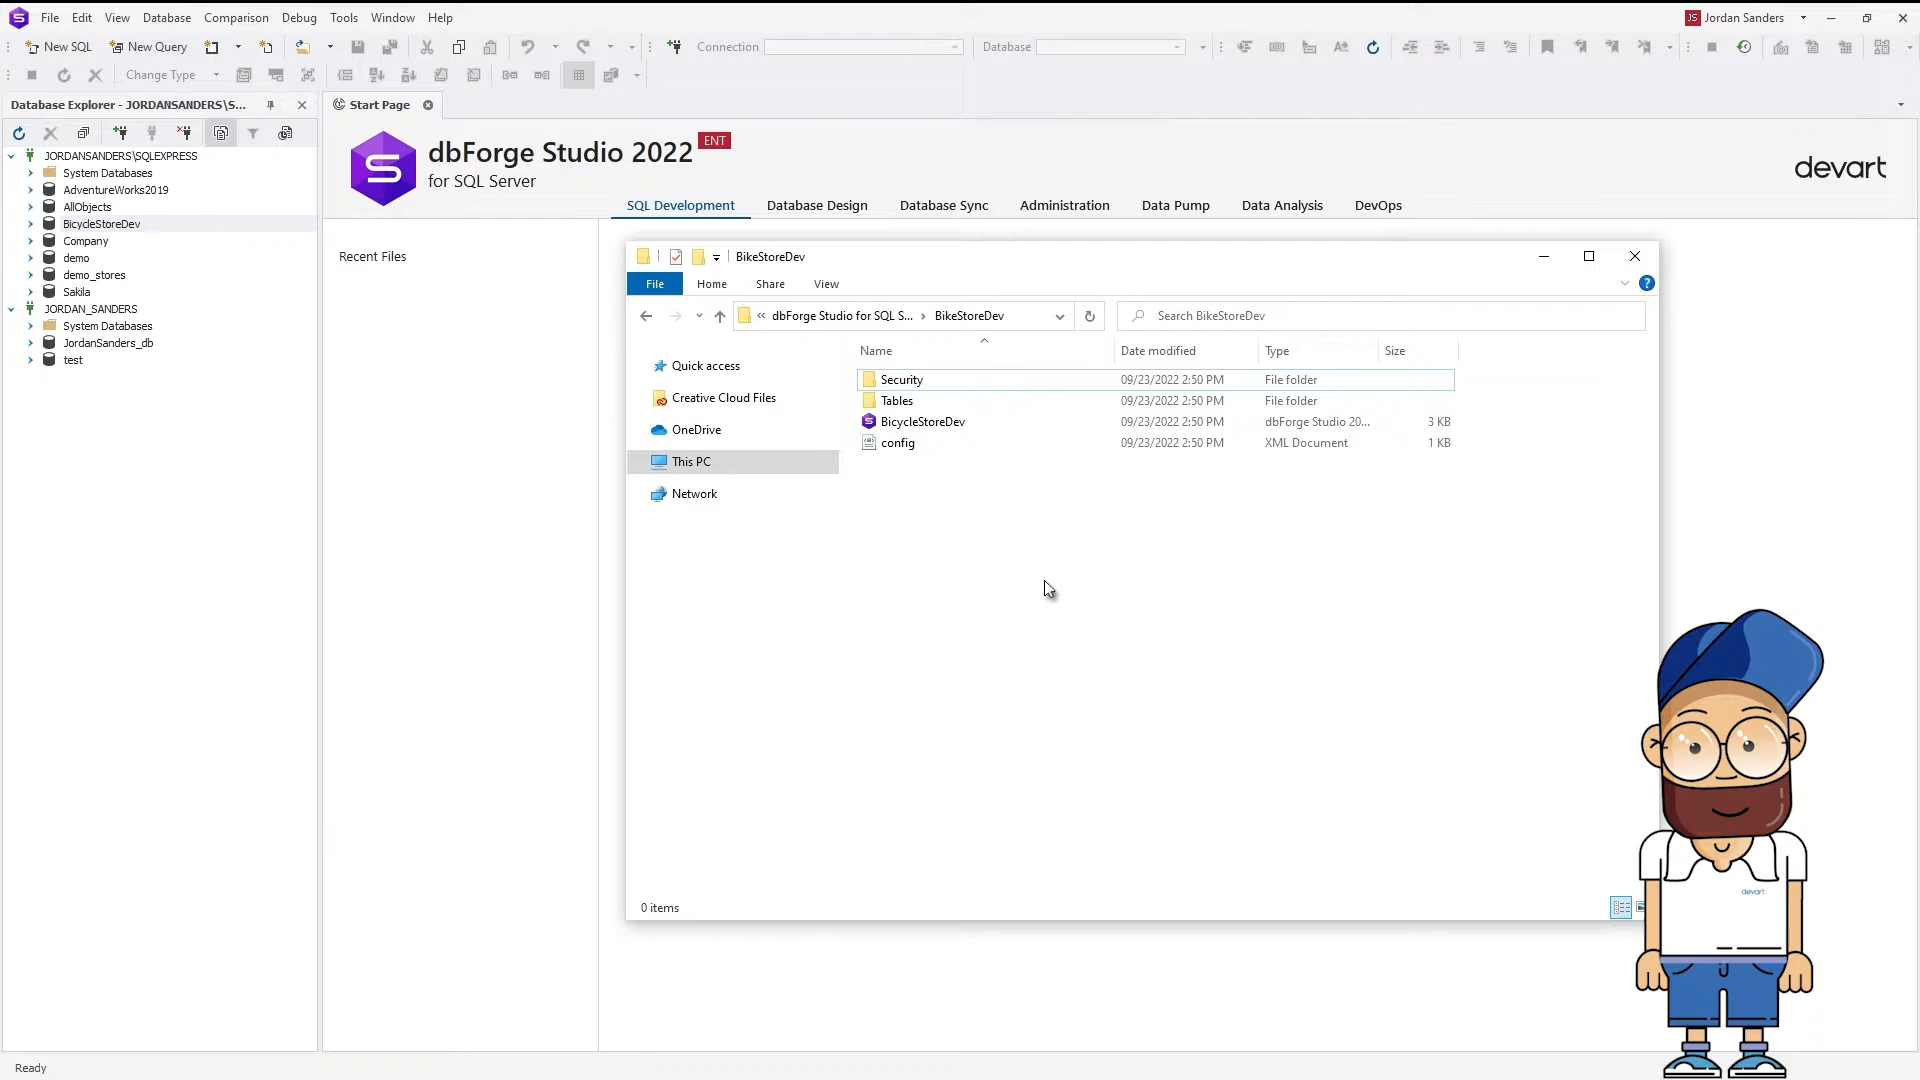 File Edit View Database Comparison Debug Tools Window Help
JS Jordan Sanders
New SQL New Query Connection Database
Change Type
Database Explorer - JORDANSANDERS\S...
Start Page
JORDANSANDERS\SQLEXPRESS
System Databases
AdventureWorks2019
AllObjects
BicycleStoreDev
Company
demo
demo_stores
Sakila
JORDAN_SANDERS
System Databases
JordanSanders_db
test
S
dbForge Studio 2022 ENT
for SQL Server
devart
SQL Development Database Design Database Sync Administration Data Pump Data Analysis DevOps
Recent Files
BikeStoreDev
File Home Share View
« dbForge Studio for SQL S... › BikeStoreDev
Search BikeStoreDev
Quick access
Creative Cloud Files
OneDrive
This PC
Network
Name Date modified Type Size
Security 09/23/2022 2:50 PM File folder
Tables 09/23/2022 2:50 PM File folder
BicycleStoreDev 09/23/2022 2:50 PM dbForge Studio 20... 3 KB
config 09/23/2022 2:50 PM XML Document 1 KB
0 items
devart
Ready